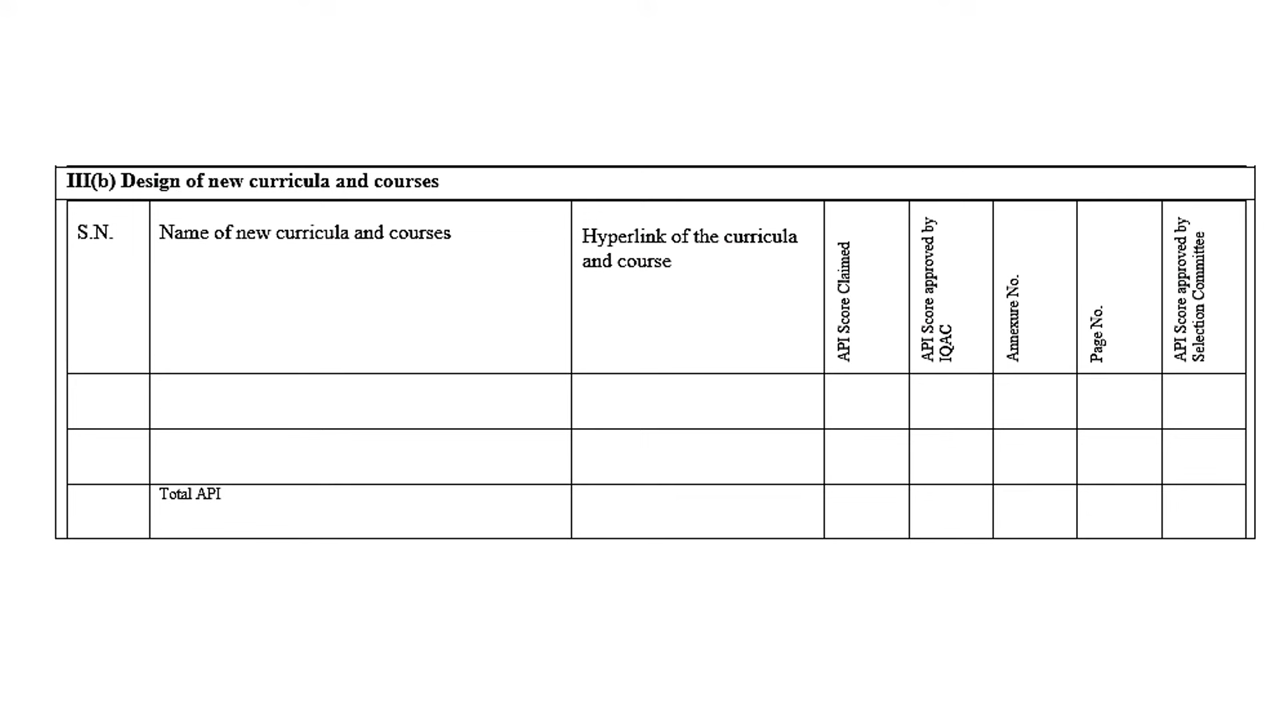 III(b) Design of new curricula and courses
S.N.
Name of new curricula and courses
Hyperlink of the curricula
and course
API Score Claimed
API Score approved by
IQAC
Annexure No.
Page No.
API Score approved by
Selection Committee
Total API